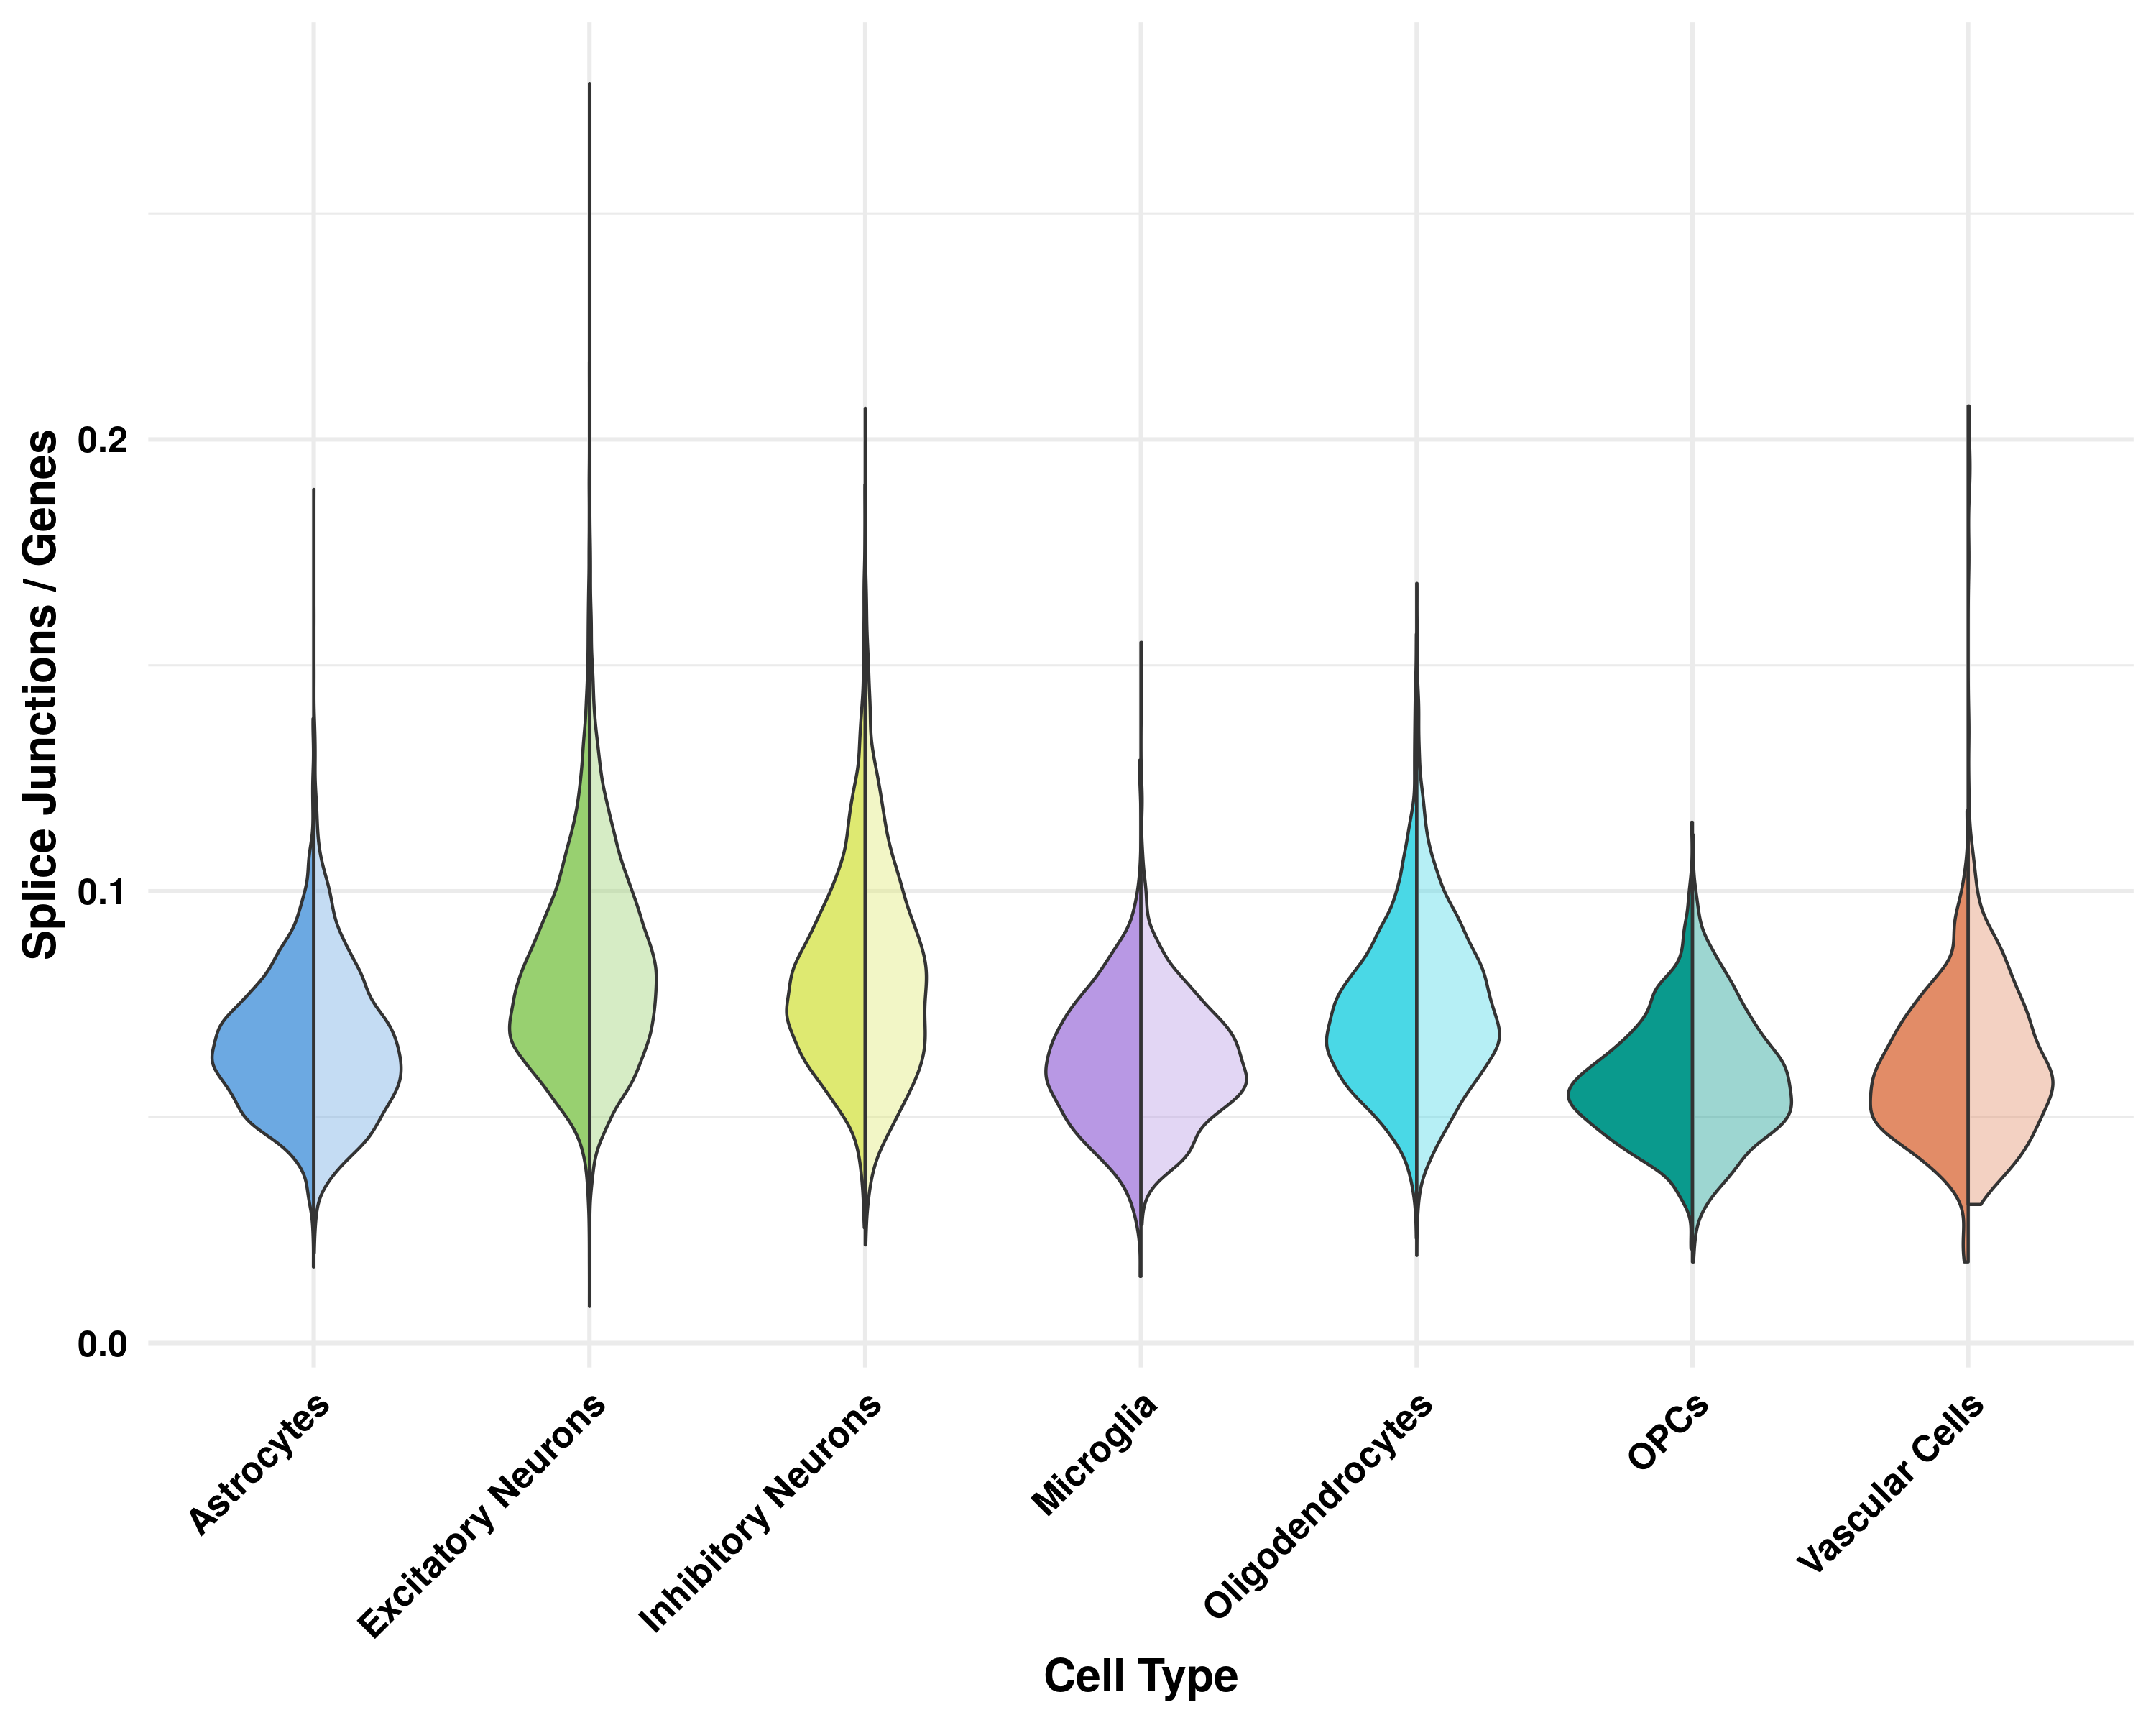 Splice Junctions / Genes
0.2
0.1
0.0
Astrocytes
Excitatory Neurons
Inhibitory Neurons
Microglia
Oligodendrocytes
OPCs
Vascular Cells
Cell Type